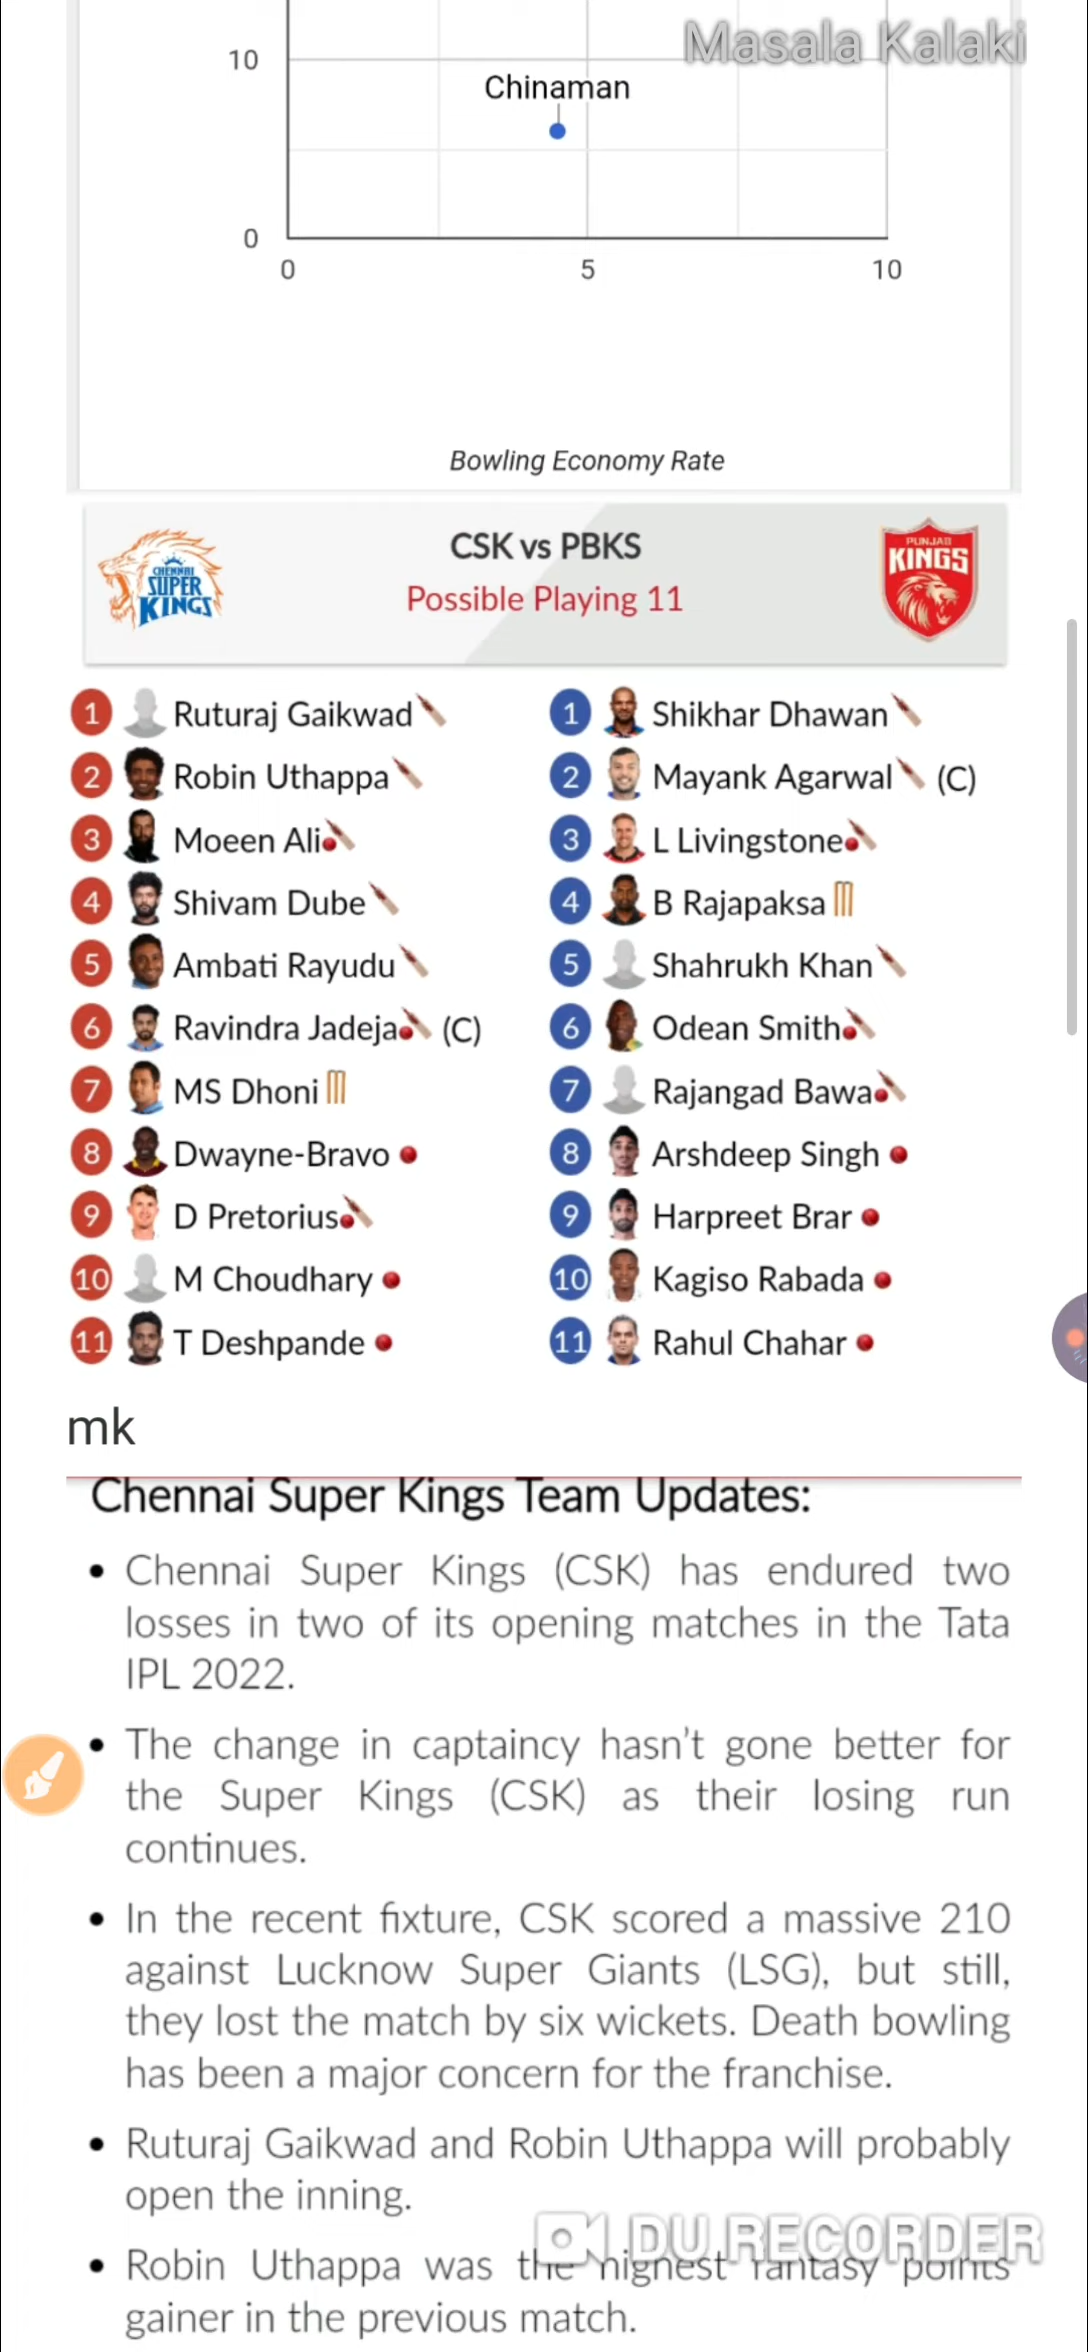 Masala Kalaki
10
Chinaman
0
0 5 10
Bowling Economy Rate
CHENNAI SUPER KINGS
CSK vs PBKS
PUNJAB KINGS
Possible Playing 11
1 Ruturaj Gaikwad
1 Shikhar Dhawan
2 Robin Uthappa
2 Mayank Agarwal (C)
3 Moeen Ali
3 L Livingstone
4 Shivam Dube
4 B Rajapaksa
5 Ambati Rayudu
5 Shahrukh Khan
6 Ravindra Jadeja (C)
6 Odean Smith
7 MS Dhoni
7 Rajangad Bawa
8 Dwayne-Bravo
8 Arshdeep Singh
9 D Pretorius
9 Harpreet Brar
10 M Choudhary
10 Kagiso Rabada
11 T Deshpande
11 Rahul Chahar
mk
Chennai Super Kings Team Updates:
• Chennai Super Kings (CSK) has endured two
losses in two of its opening matches in the Tata
IPL 2022.
• The change in captaincy hasn't gone better for
the Super Kings (CSK) as their losing run
continues.
• In the recent fixture, CSK scored a massive 210
against Lucknow Super Giants (LSG), but still,
they lost the match by six wickets. Death bowling
has been a major concern for the franchise.
• Ruturaj Gaikwad and Robin Uthappa will probably
open the inning.
DU RECORDER
• Robin Uthappa was the highest fantasy points
gainer in the previous match.